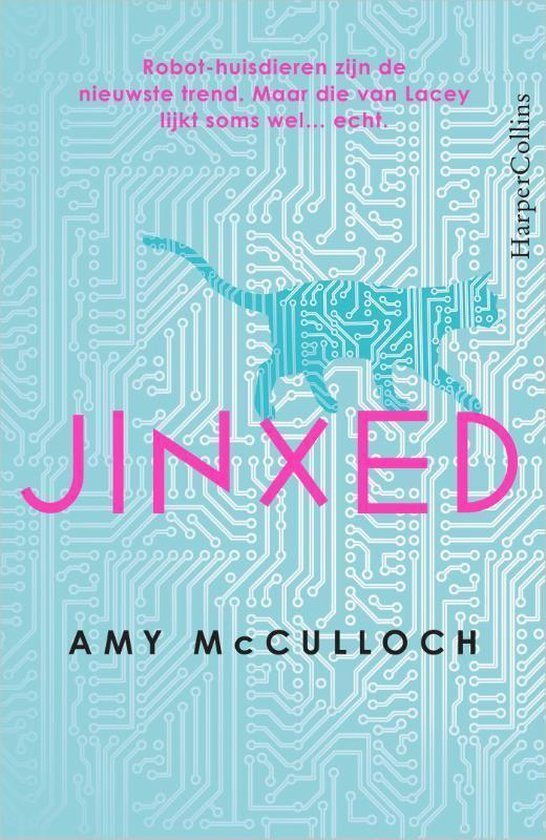 Robot-huisdieren zijn de
nieuwste trend. Maar die van Lacey
lijkt soms wel... echt.
HarperCollins
JINXED
AMY McCULLOCH